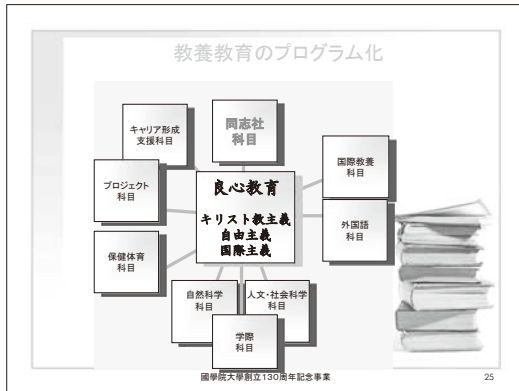 教養教育のプログラム化
同志社
科目
キャリア形成
支援科目
国際教養
科目
プロジェクト
科目
良心教育
キリスト教主義
自由主義
国際主義
外国語
科目
保健体育
科目
自然科学
科目
人文・社会科学
科目
学際
科目
國學院大學創立130周年記念事業
25